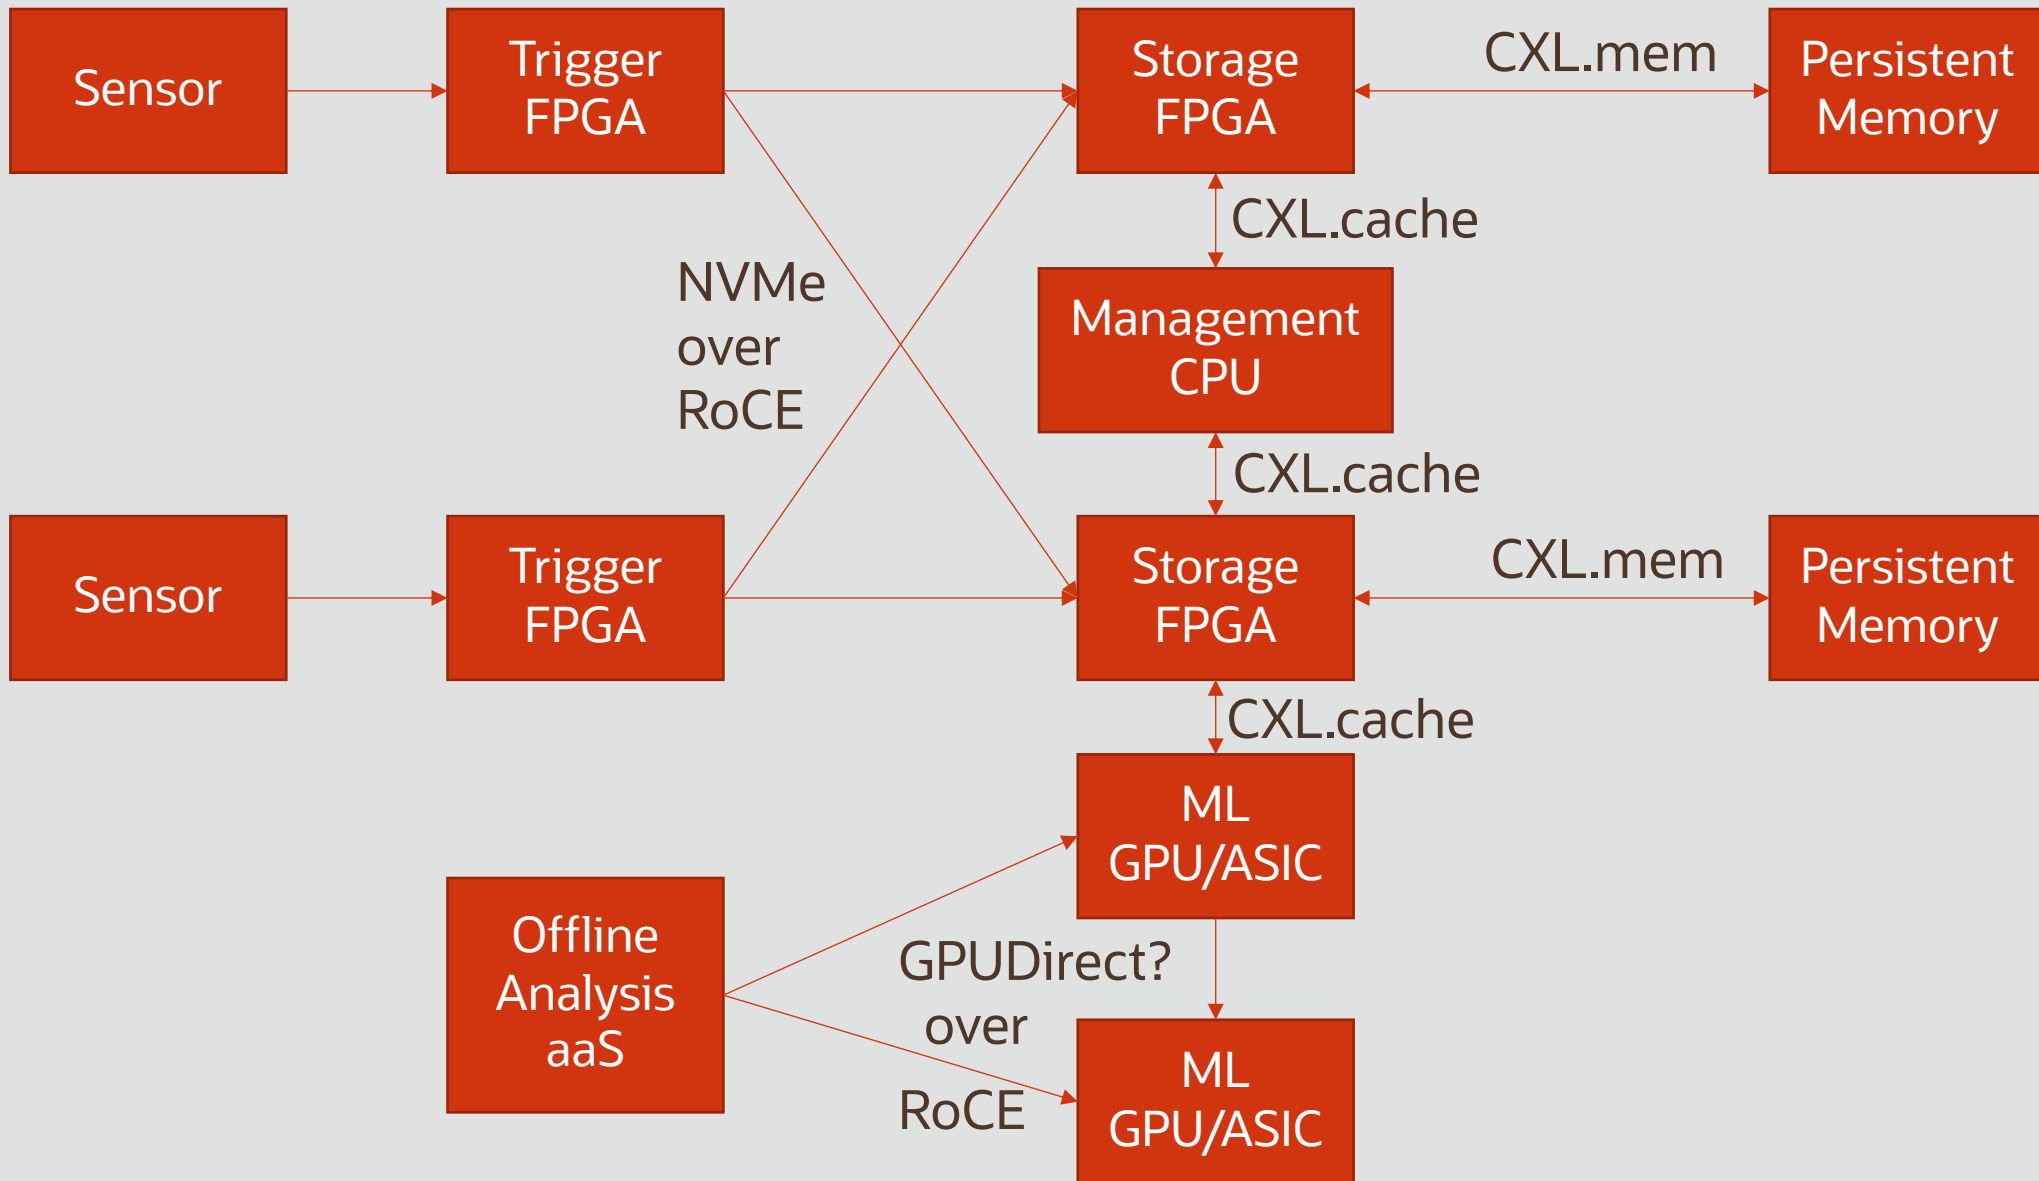 Sensor
Trigger
FPGA
Storage
FPGA
CXL.mem
Persistent
Memory
CXL.cache
NVMe
over
RoCE
Management
CPU
CXL.cache
Sensor
Trigger
FPGA
Storage
FPGA
CXL.mem
Persistent
Memory
CXL.cache
ML
GPU/ASIC
Offline
Analysis
aaS
GPUDirect?
over
RoCE
ML
GPU/ASIC